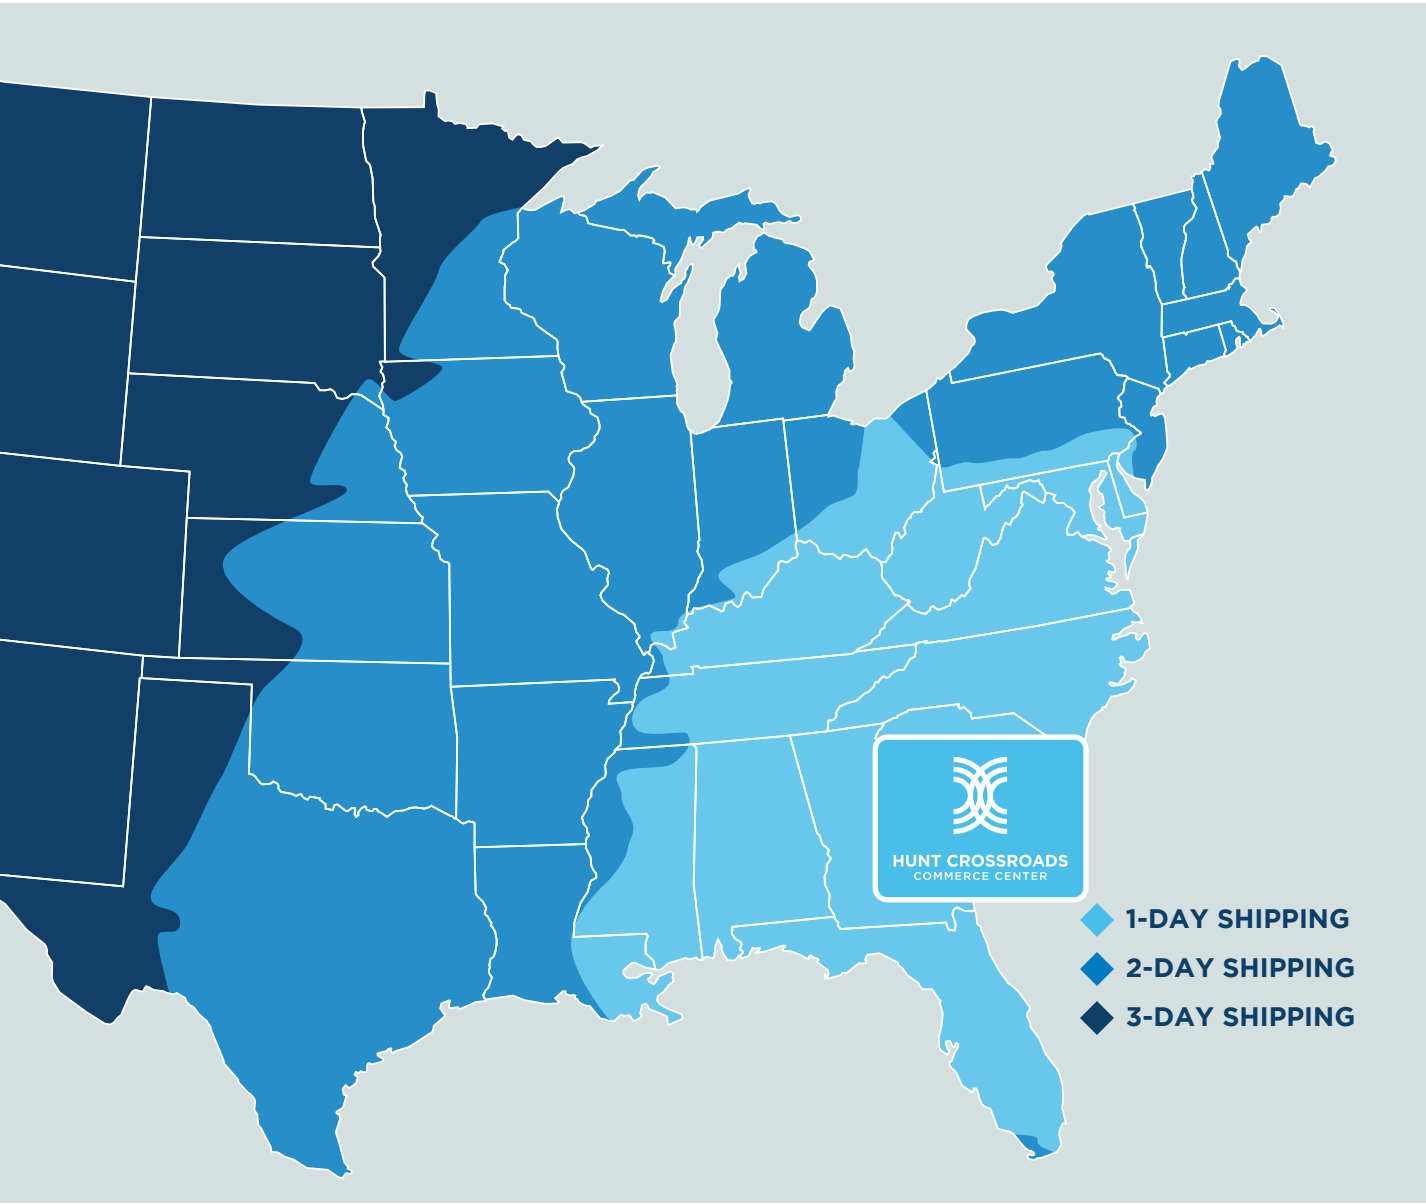 HUNT CROSSROADS
COMMERCE CENTER
1-DAY SHIPPING
2-DAY SHIPPING
3-DAY SHIPPING